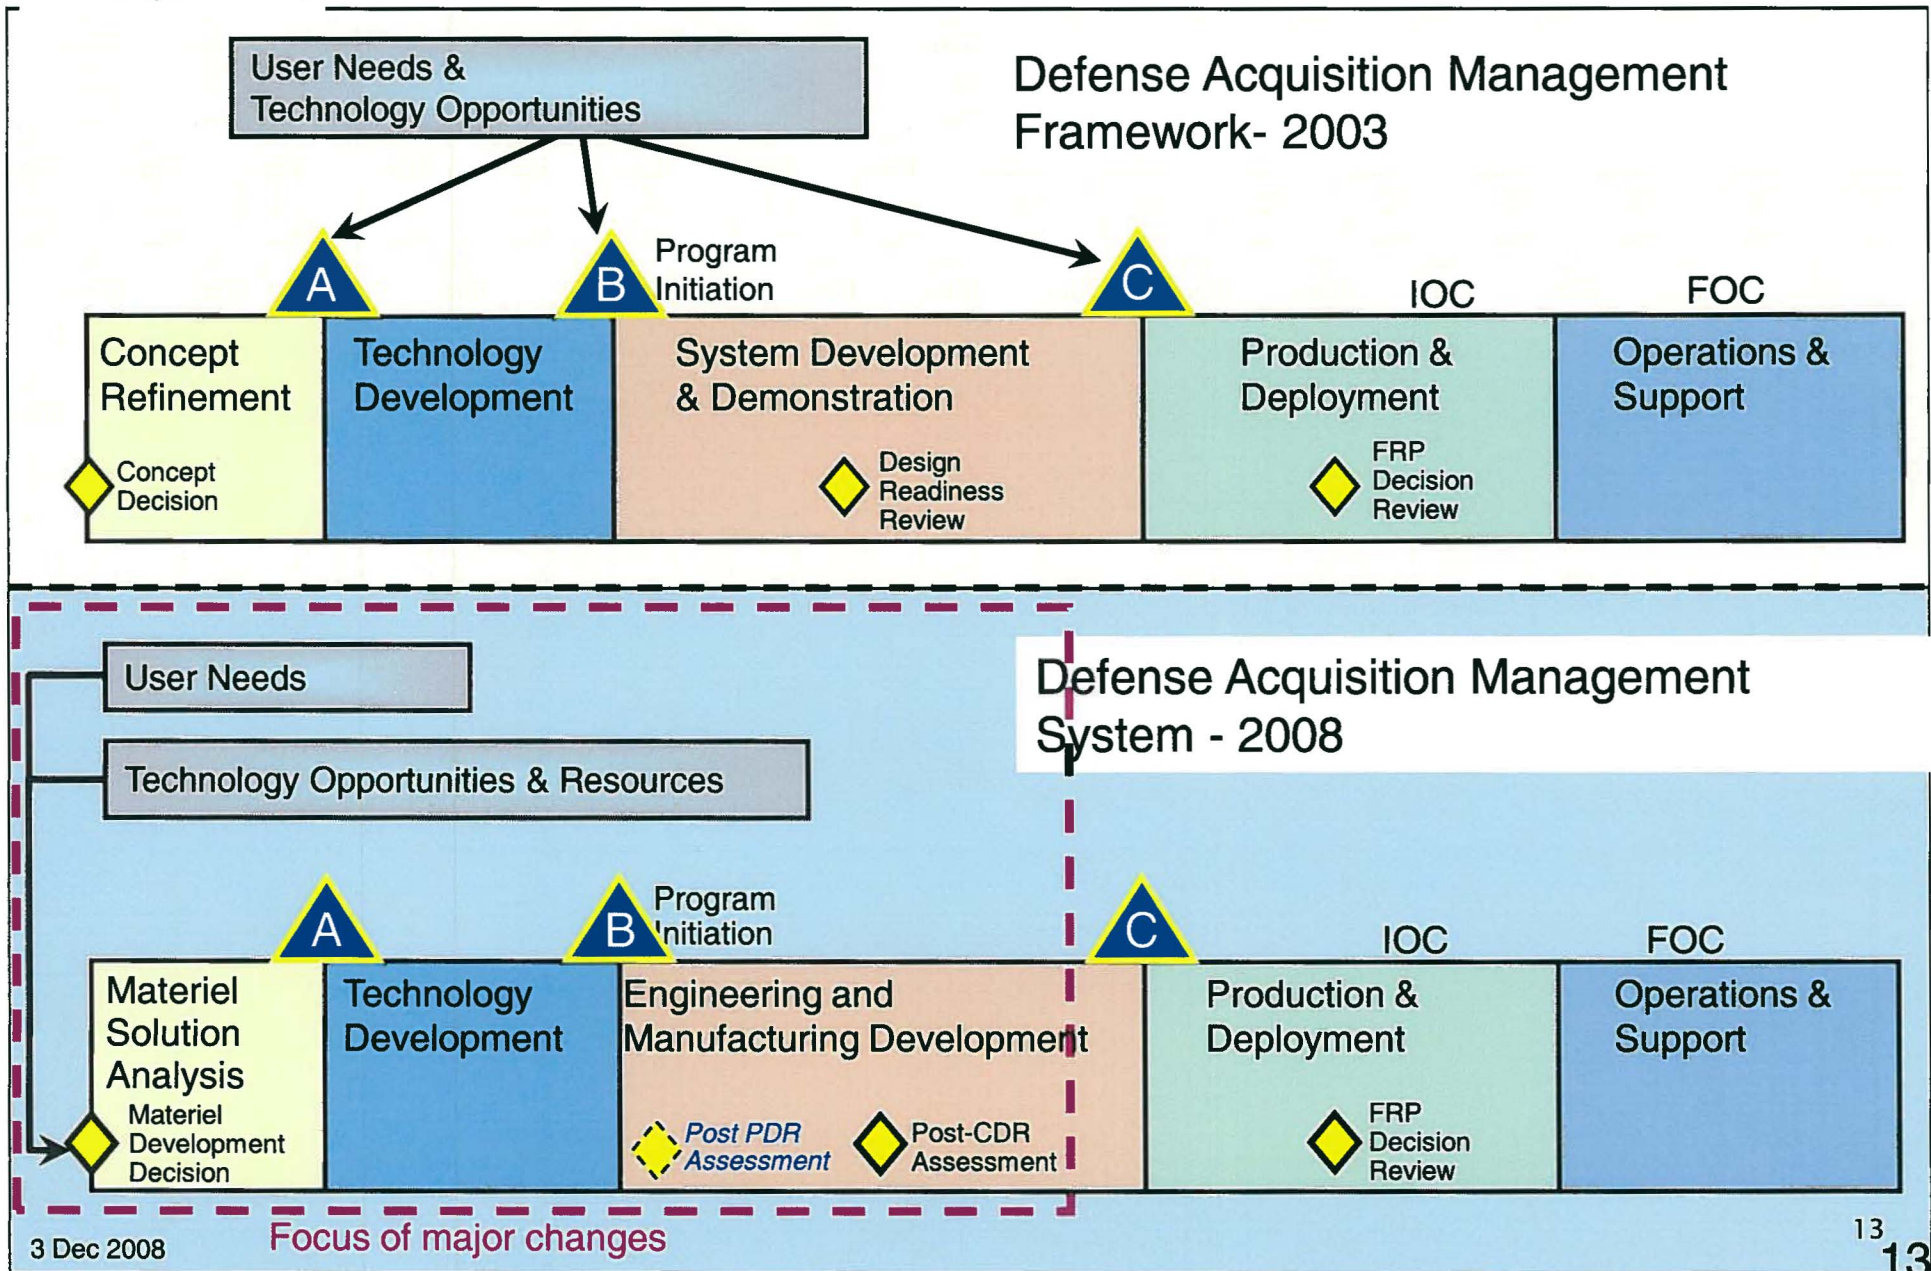 User Needs &
Technology Opportunities
Defense Acquisition Management
Framework- 2003
A
B
Program
Initiation
C
IOC
FOC
Concept
Refinement
Technology
Development
System Development
& Demonstration
Production &
Deployment
Operations &
Support
Concept
Decision
Design
Readiness
Review
FRP
Decision
Review
User Needs
Defense Acquisition Management
System - 2008
Technology Opportunities & Resources
A
B
Program
Initiation
C
IOC
FOC
Materiel
Solution
Analysis
Technology
Development
Engineering and
Manufacturing Development
Production &
Deployment
Operations &
Support
Materiel
Development
Decision
Post PDR
Assessment
Post-CDR
Assessment
FRP
Decision
Review
Focus of major changes
3 Dec 2008
13
13